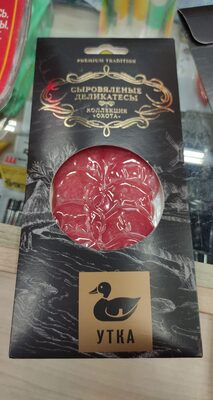 PREMIUM TRADITION
СЫРОВЯЛЕНЫЕ
ДЕЛИКАТЕСЫ
КОЛЛЕКЦИЯ
«ОХОТА»
УТКА